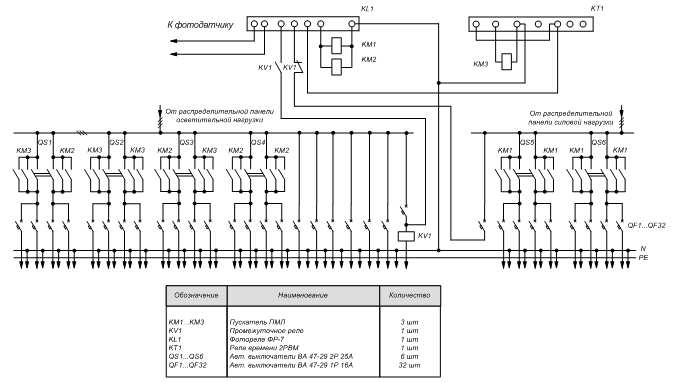 KL1
KT1
К фотодатчику
KM1
KM2
KV1
KV1
KM3
От распределительной панели
осветительной нагрузки
От распределительной
панели силовой нагрузки
QS1
QS2
QS3
QS4
QS5
QS6
KM3
KM2
KM3
KM3
KM2
KM2
KM2
KM2
KM1
KM1
KM1
KM1
QF1...QF32
KV1
N
PE
Обозначение Наименование Количество
KM1...KM3 Пускатель ПМЛ 3 шт
KV1 Промежуточное реле 1 шт
KL1 Фотореле ФР-7 1 шт
KT1 Реле времени 2РВМ 1 шт
QS1...QS6 Авт. выключатели ВА 47-29 2Р 25А 6 шт
QF1...QF32 Авт. выключатели ВА 47-29 1Р 16А 32 шт